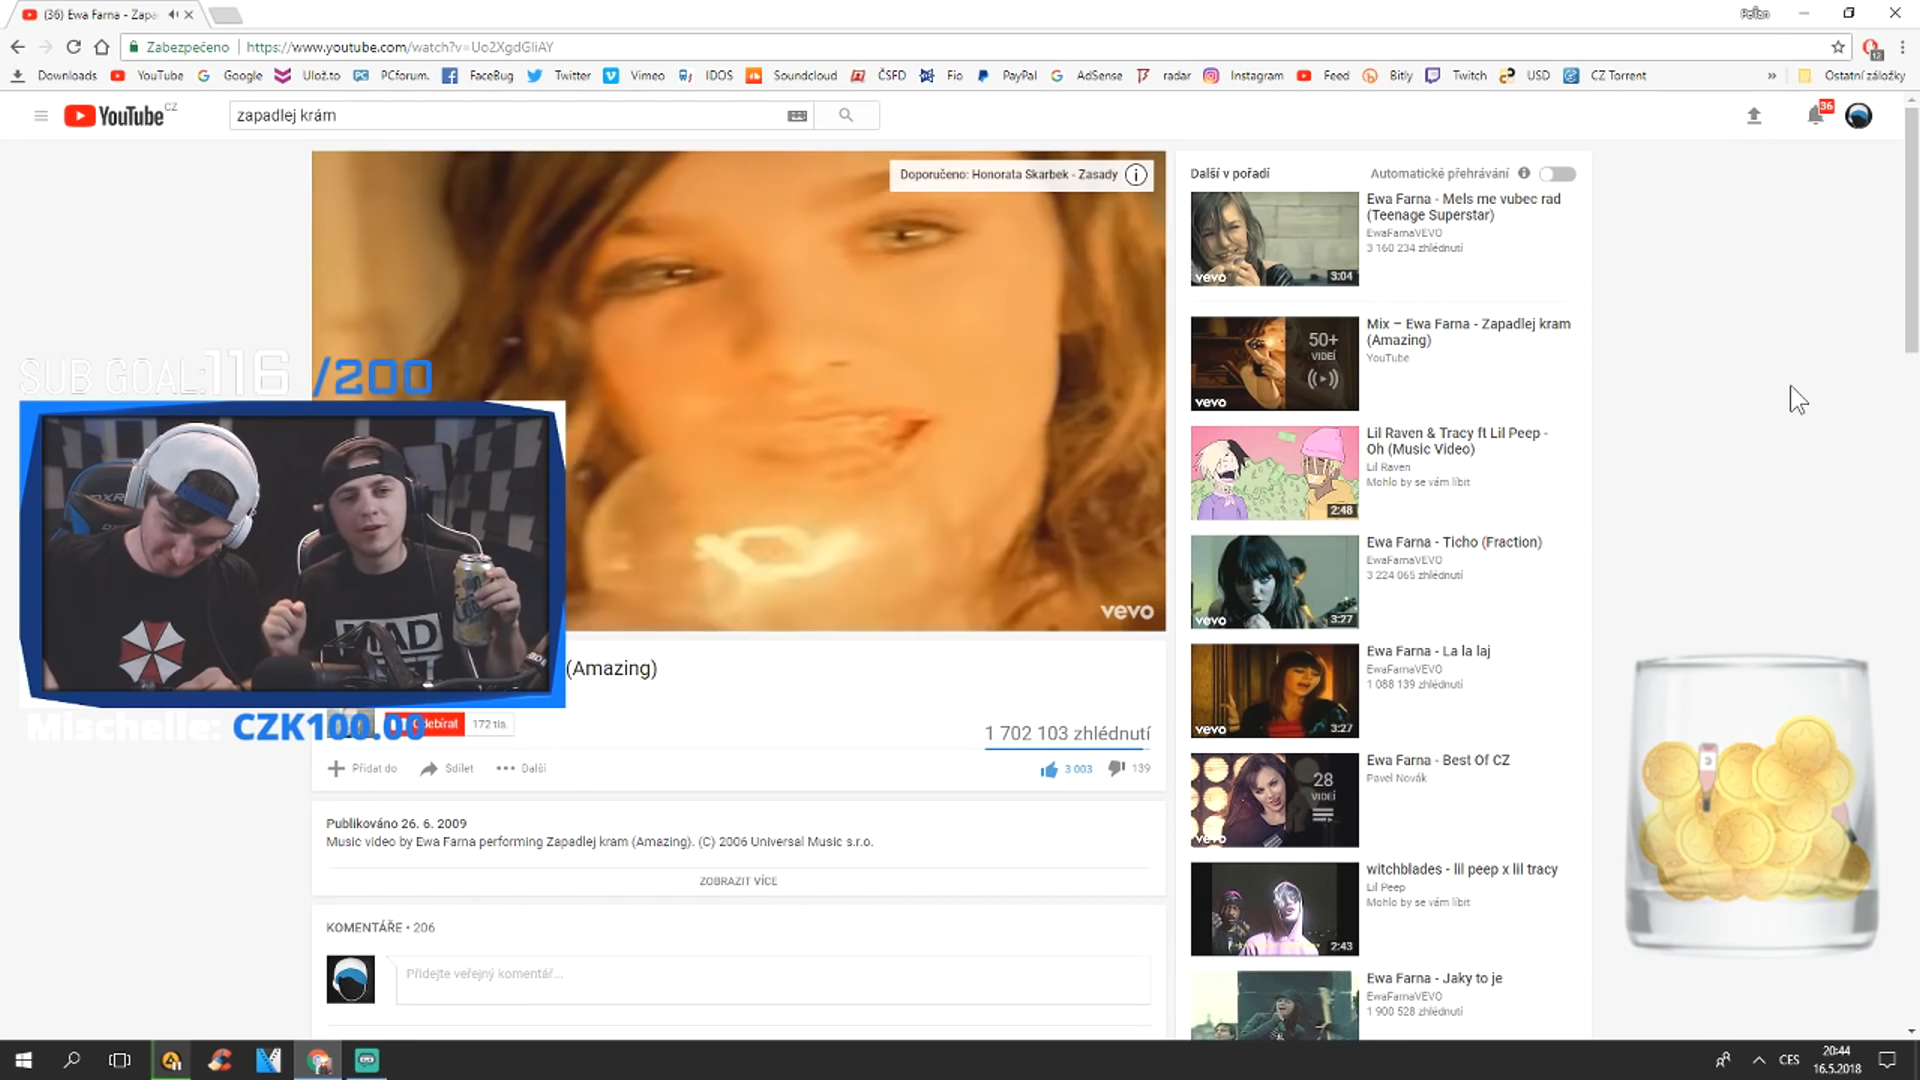 (36) Ewa Farna - Zapa
Zabezpečeno
https://www.youtube.com/watch?v=Uo2XgdGliAY
12
Downloads
YouTube
Google
Ulož.to
PCforum.
FaceBug
Twitter
Vimeo
IDOS
Soundcloud
ČSFD
Fio
PayPal
AdSense
radar
Instagram
Feed
Bitly
Twitch
USD
CZ Torrent
»
Ostatní záložky
YouTube CZ
zapadlej krám
36
Doporučeno: Honorata Skarbek - Zasady
vevo
SUB GOAL:116 /200
DXR
MAD
Mischelle: CZK100.00
(Amazing)
172 tis.
1 702 103 zhlédnutí
Přidat do
Sdílet
Další
3 003
139
Publikováno 26. 6. 2009
Music video by Ewa Farna performing Zapadlej kram (Amazing). (C) 2006 Universal Music s.r.o.
ZOBRAZIT VÍCE
KOMENTÁŘE • 206
Přidejte veřejný komentář...
Další v pořadí
Automatické přehrávání
Ewa Farna - Mels me vubec rad
(Teenage Superstar)
EwaFarnaVEVO
3 160 234 zhlédnutí
vevo
3:04
Mix – Ewa Farna - Zapadlej kram
(Amazing)
YouTube
50+
VIDEÍ
vevo
Lil Raven & Tracy ft Lil Peep -
Oh (Music Video)
Lil Raven
Mohlo by se vám líbit
2:48
Ewa Farna - Ticho (Fraction)
EwaFarnaVEVO
3 224 065 zhlédnutí
vevo
3:27
Ewa Farna - La la laj
EwaFarnaVEVO
1 088 139 zhlédnutí
vevo
3:27
Ewa Farna - Best Of CZ
Pavel Novák
28
VIDEÍ
vevo
witchblades - lil peep x lil tracy
Lil Peep
Mohlo by se vám líbit
2:43
Ewa Farna - Jaky to je
EwaFarnaVEVO
1 900 528 zhlédnutí
CES
20:44
16.5.2018